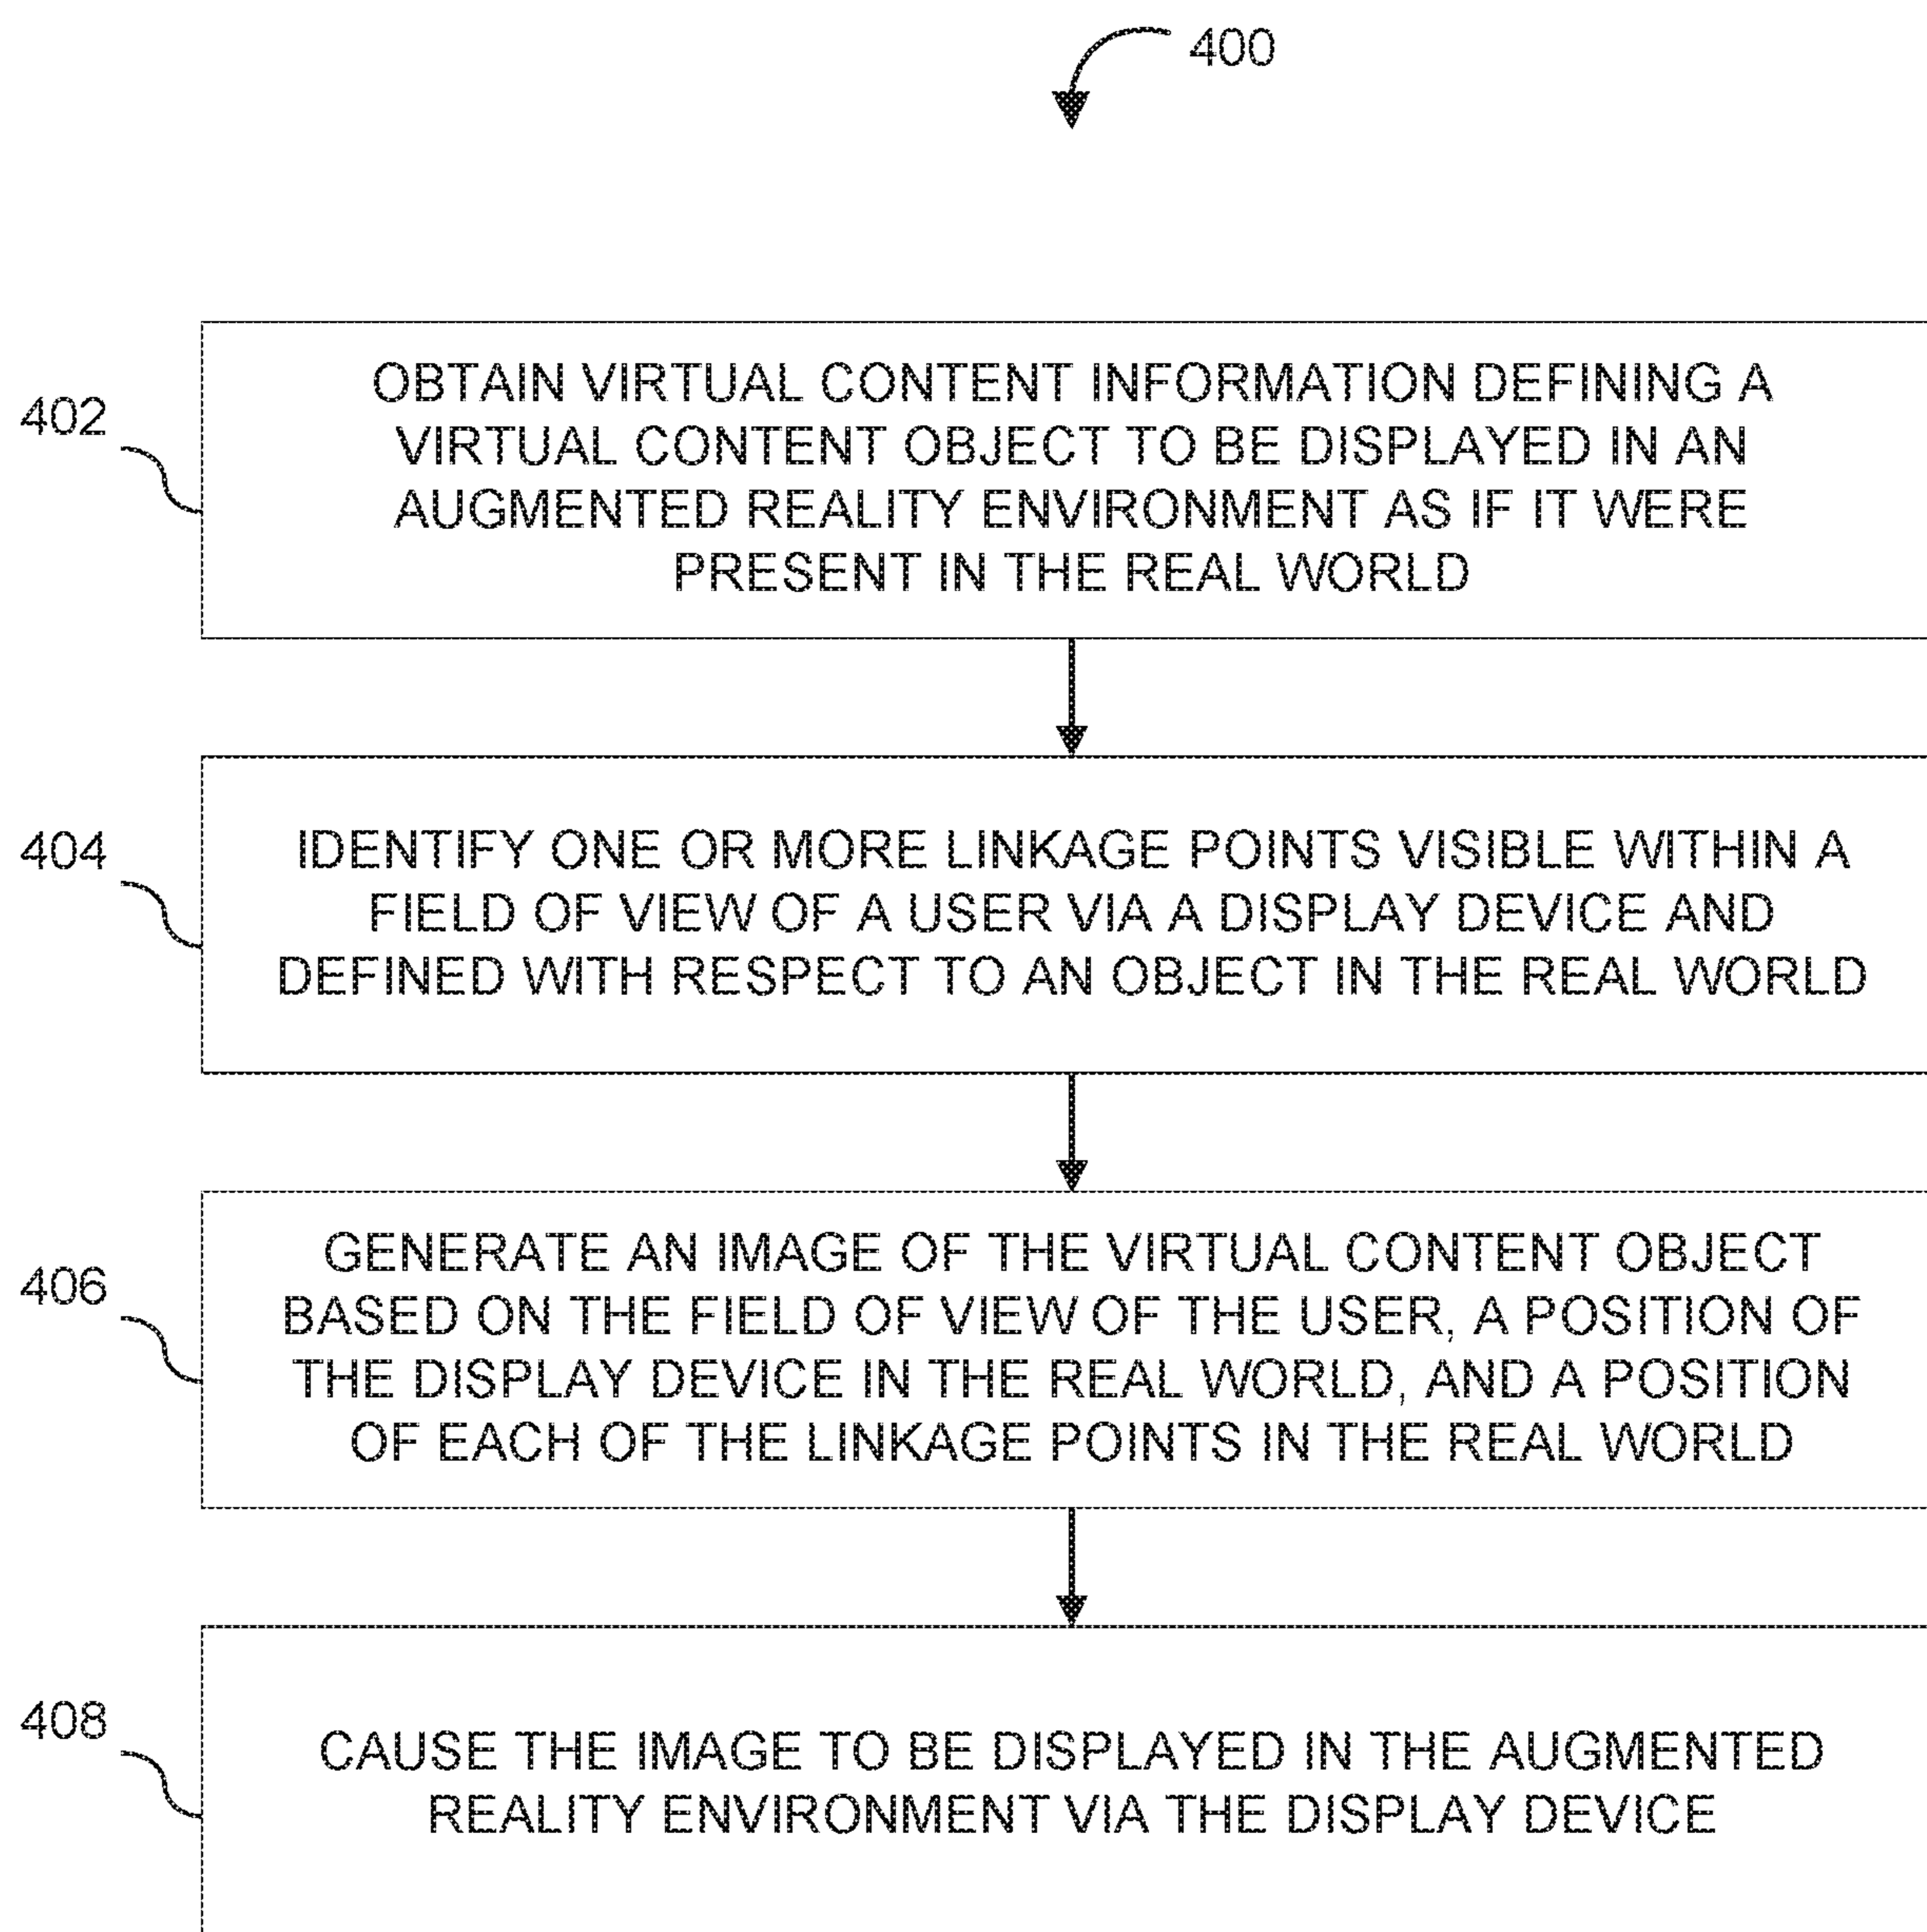 400
402
OBTAIN VIRTUAL CONTENT INFORMATION DEFINING A
VIRTUAL CONTENT OBJECT TO BE DISPLAYED IN AN
AUGMENTED REALITY ENVIRONMENT AS IF IT WERE
PRESENT IN THE REAL WORLD
404
IDENTIFY ONE OR MORE LINKAGE POINTS VISIBLE WITHIN A
FIELD OF VIEW OF A USER VIA A DISPLAY DEVICE AND
DEFINED WITH RESPECT TO AN OBJECT IN THE REAL WORLD
406
GENERATE AN IMAGE OF THE VIRTUAL CONTENT OBJECT
BASED ON THE FIELD OF VIEW OF THE USER, A POSITION OF
THE DISPLAY DEVICE IN THE REAL WORLD, AND A POSITION
OF EACH OF THE LINKAGE POINTS IN THE REAL WORLD
408
CAUSE THE IMAGE TO BE DISPLAYED IN THE AUGMENTED
REALITY ENVIRONMENT VIA THE DISPLAY DEVICE